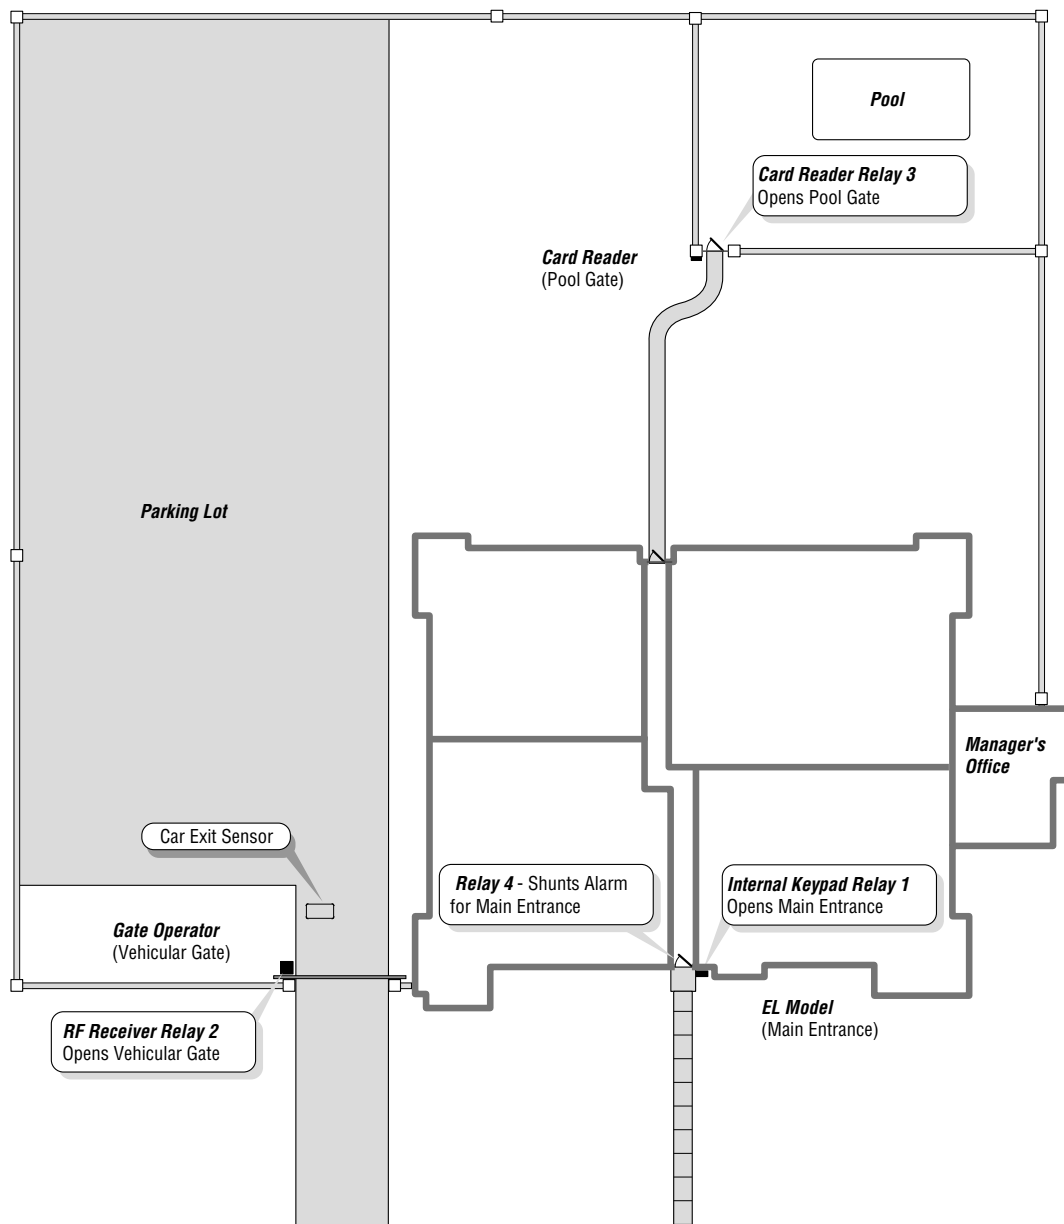 Pool
Card Reader Relay 3
Opens Pool Gate
Card Reader
(Pool Gate)
Parking Lot
Manager's
Office
Car Exit Sensor
Relay 4 - Shunts Alarm
for Main Entrance
Internal Keypad Relay 1
Opens Main Entrance
Gate Operator
(Vehicular Gate)
EL Model
(Main Entrance)
RF Receiver Relay 2
Opens Vehicular Gate